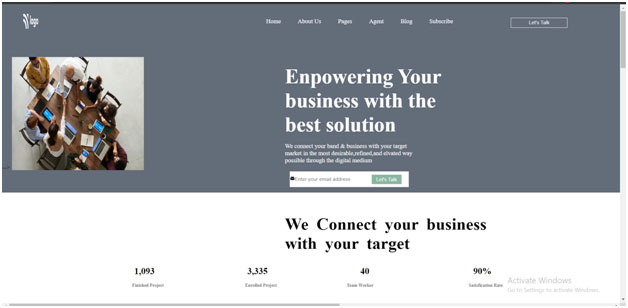 logo
Home About Us Pages Agent Blog Subscribe Let's Talk
Enpowering Your
business with the
best solution
We connect your band & business with your target
market in the most desirable,refined,and elvated way
possible through the digital medium
Enter your email address Let's Talk
We Connect your business
with your target
1,093 3,335 40 90%
Finished Project Enrolled Project Team Worker Satisfication Rate
Activate Windows
Go to Settings to activate Windows.